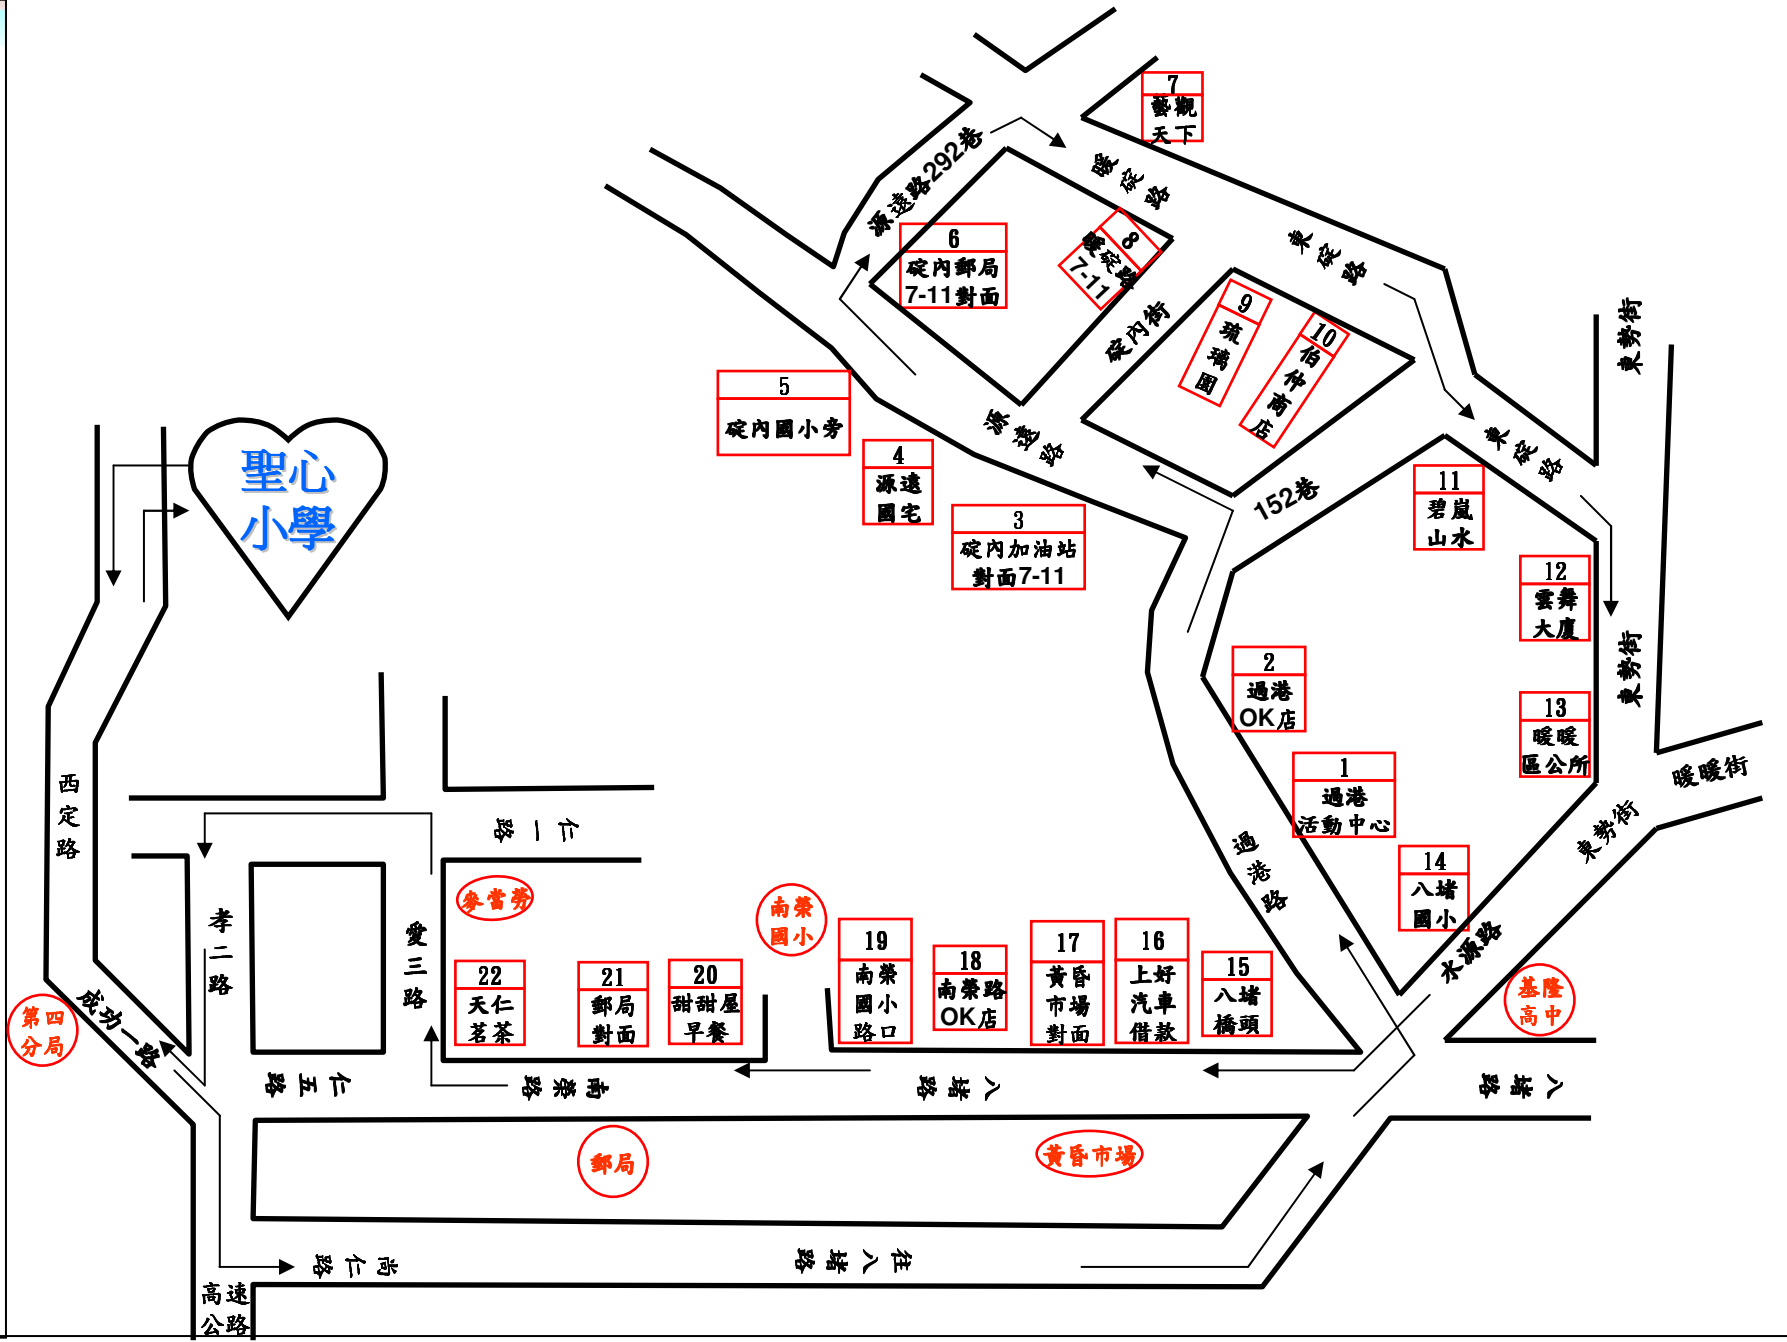 7
藝觀
天下
源遠路292巷
暖碇路
6
碇內郵局
7-11對面
8
暖碇路
7-11
東碇路
碇內街
9
琉璃園
10
伯仲商店
東勢街
5
碇內國小旁
源遠路
4
源遠
國宅
東碇路
152巷
11
碧嵐
山水
聖心
小學
3
碇內加油站
對面7-11
12
雲舞
大廈
東勢街
2
過港
OK店
13
暖暖
區公所
暖暖街
1
過港
活動中心
西定路
仁一路
過港路
東勢街
14
八堵
國小
麥當勞
南榮
國小
孝二路
愛三路
水源路
22
天仁
茗茶
21
郵局
對面
20
甜甜屋
早餐
19
南榮
國小
路口
18
南榮路
OK店
17
黃昏
市場
對面
16
上好
汽車
借款
15
八堵
橋頭
基隆
高中
第四
分局
成功一路
仁五路
南榮路
八堵路
八堵路
郵局
黃昏市場
尚仁路
往八堵路
高速
公路